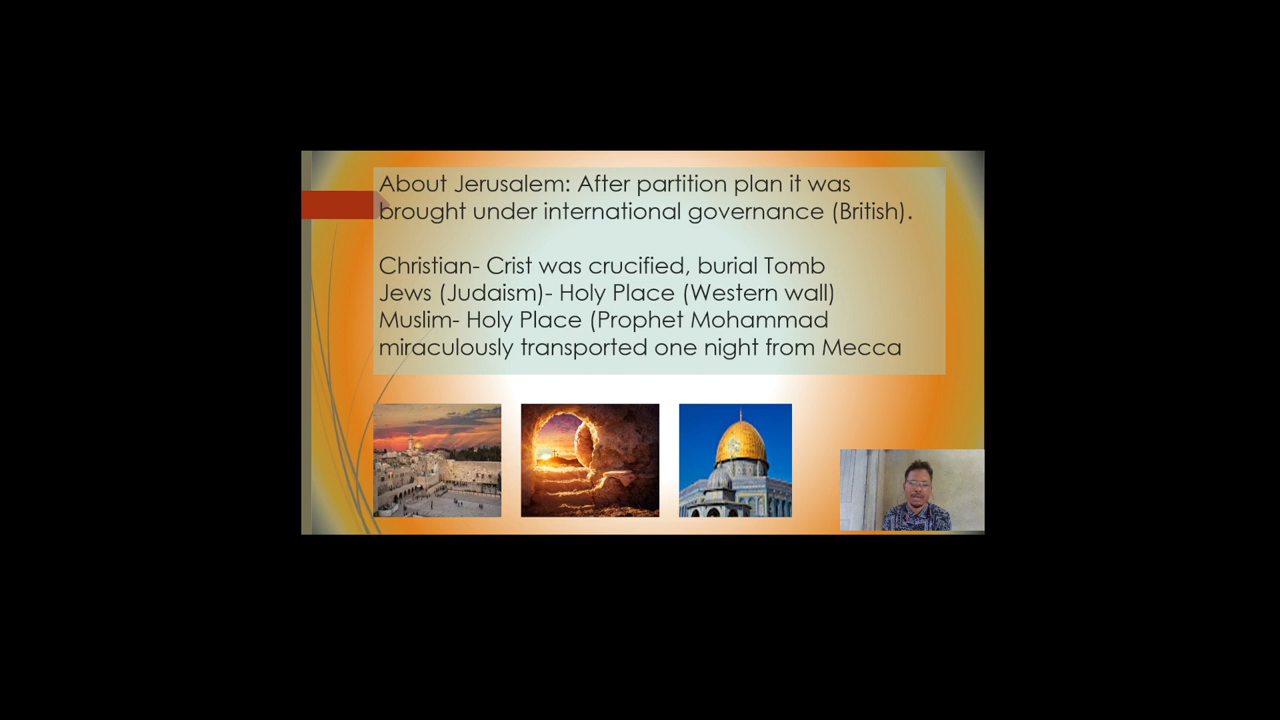 About Jerusalem: After partition plan it was
brought under international governance (British).
Christian- Crist was crucified, burial Tomb
Jews (Judaism)- Holy Place (Western wall)
Muslim- Holy Place (Prophet Mohammad
miraculously transported one night from Mecca